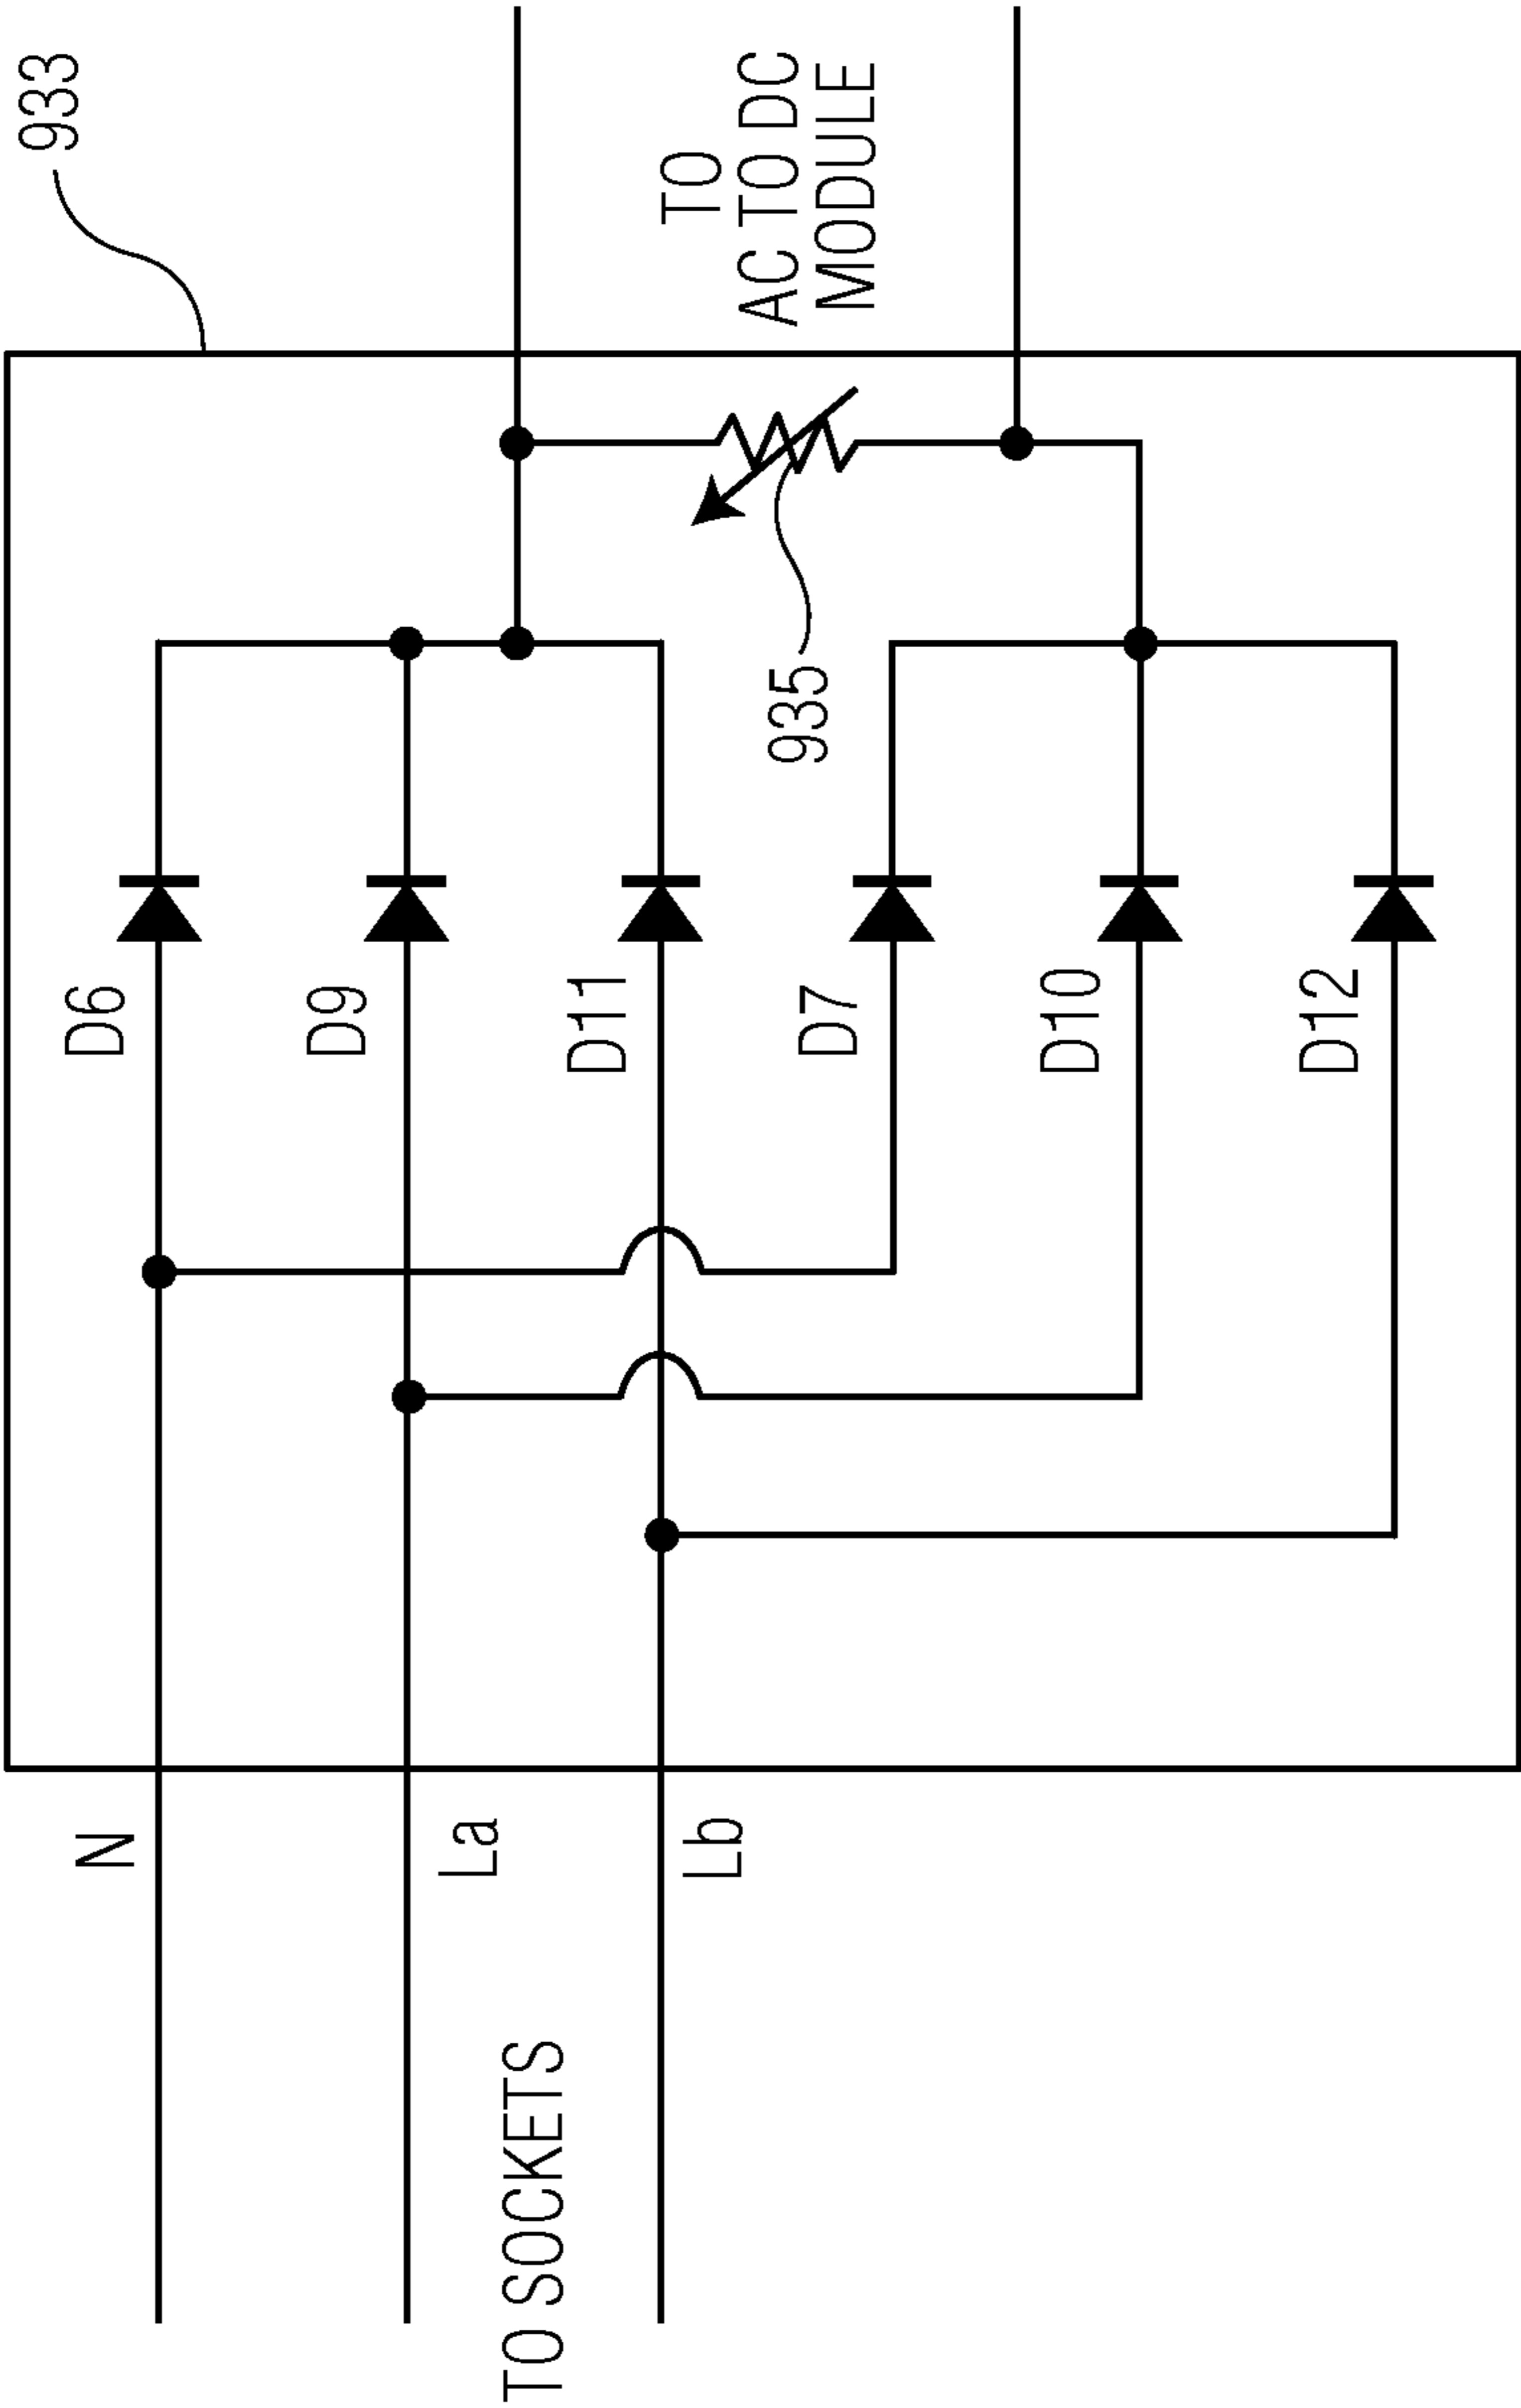 933
TO
AC TO DC
MODULE
935
D6
D9
D11
D7
D10
D12
N
La
Lb
TO SOCKETS